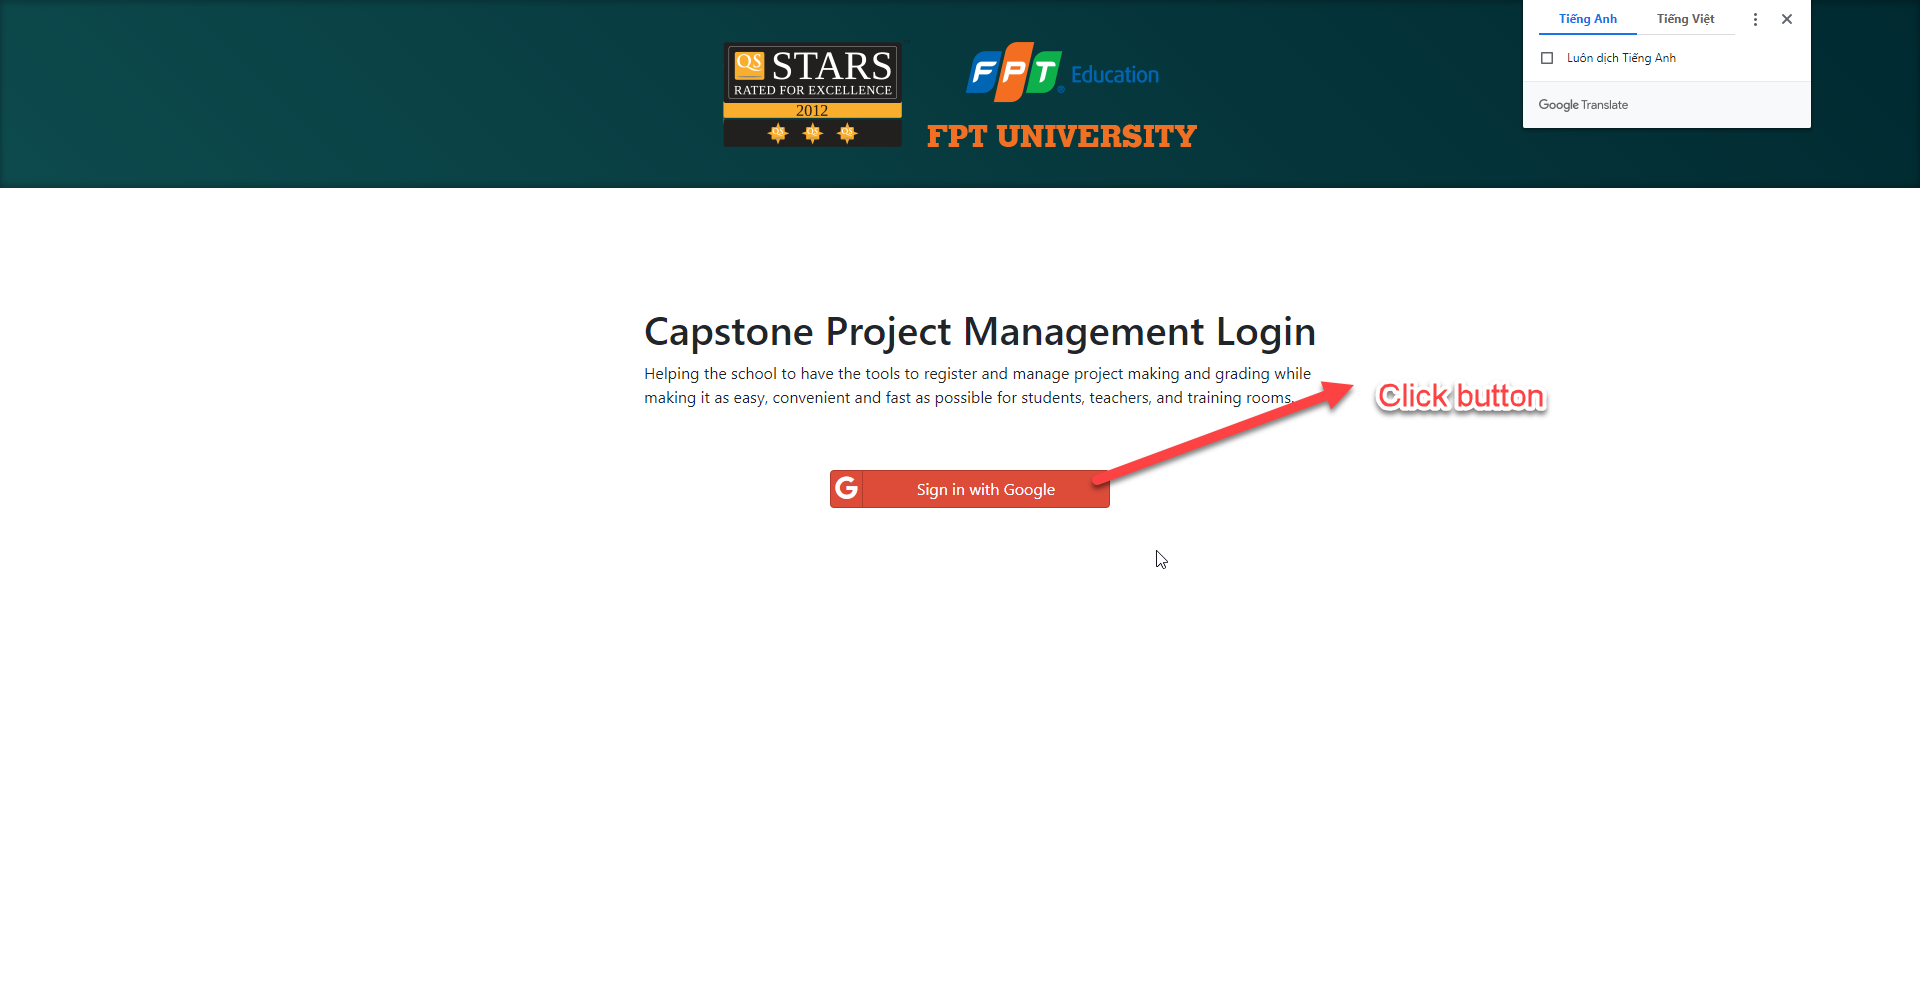 QS STARS
RATED FOR EXCELLENCE
2012
QS QS QS
FPT Education
FPT UNIVERSITY
Tiếng Anh Tiếng Việt
Luôn dịch Tiếng Anh
Google Translate
Capstone Project Management Login
Helping the school to have the tools to register and manage project making and grading while
making it as easy, convenient and fast as possible for students, teachers, and training rooms.
Click button
G Sign in with Google